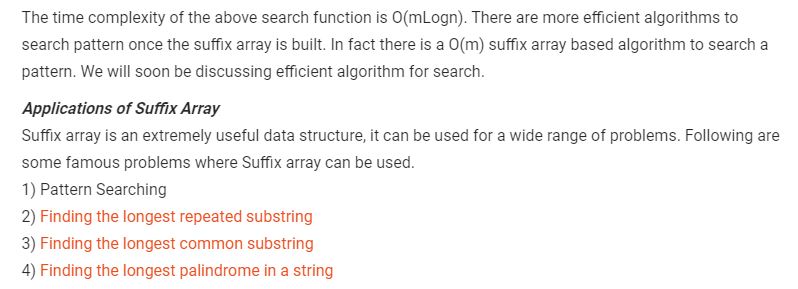 The time complexity of the above search function is O(mLogn). There are more efficient algorithms to
search pattern once the suffix array is built. In fact there is a O(m) suffix array based algorithm to search a
pattern. We will soon be discussing efficient algorithm for search.
Applications of Suffix Array
Suffix array is an extremely useful data structure, it can be used for a wide range of problems. Following are
some famous problems where Suffix array can be used.
1) Pattern Searching
2) Finding the longest repeated substring
3) Finding the longest common substring
4) Finding the longest palindrome in a string